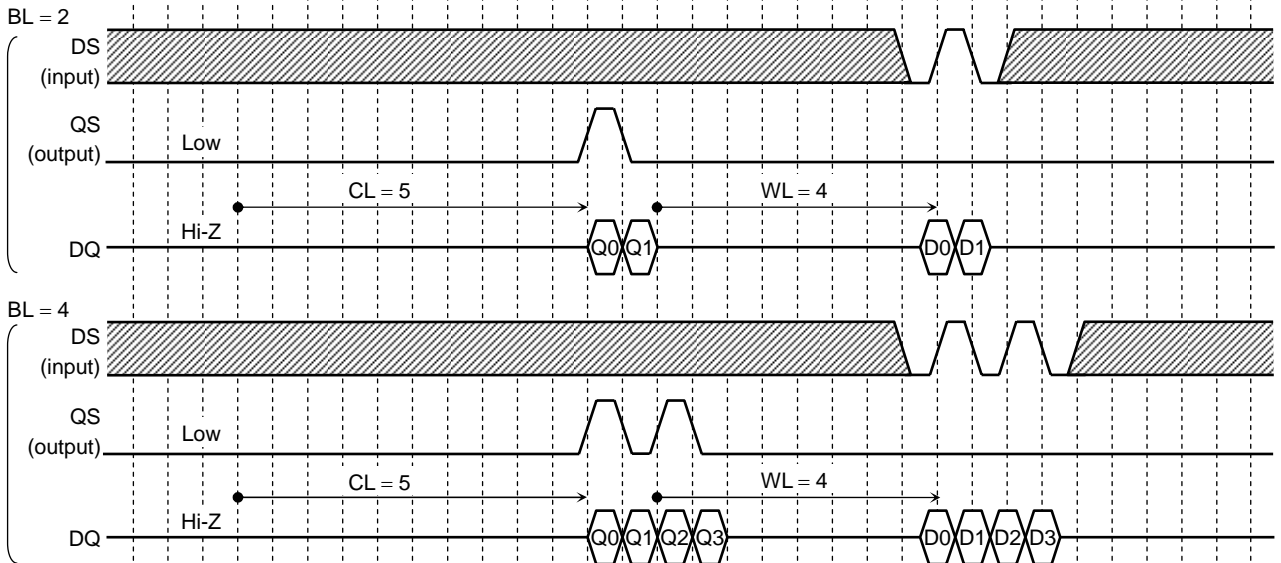 BL = 2
DS
(input)
QS
(output)
Low
CL = 5
WL = 4
Hi-Z
DQ
Q0 Q1
D0 D1
BL = 4
DS
(input)
QS
(output)
Low
CL = 5
WL = 4
Hi-Z
DQ
Q0 Q1 Q2 Q3
D0 D1 D2 D3